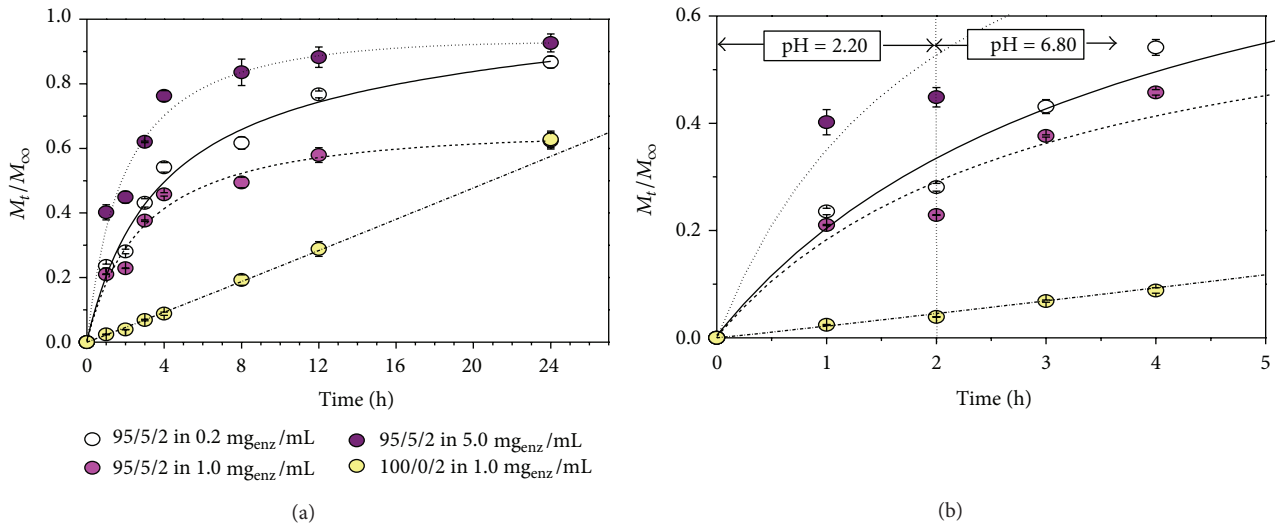 1.0
0.8
0.6
0.4
0.2
0.0
M_t/M_∞
0 4 8 12 16 20 24
Time (h)
95/5/2 in 0.2 mg_enz/mL
95/5/2 in 1.0 mg_enz/mL
95/5/2 in 5.0 mg_enz/mL
100/0/2 in 1.0 mg_enz/mL
(a)
0.6
0.4
0.2
0.0
M_t/M_∞
pH = 2.20
pH = 6.80
0 1 2 3 4 5
Time (h)
(b)